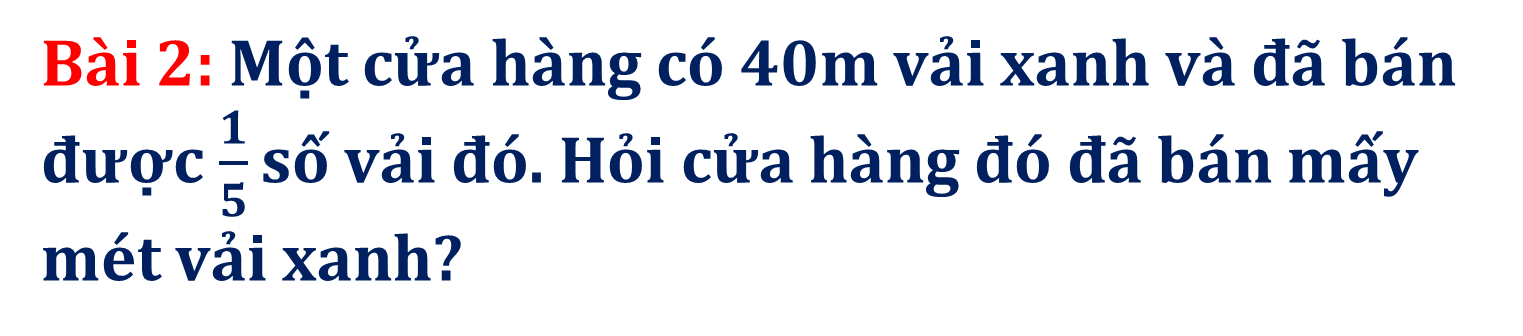 Bài 2: Một cửa hàng có 40m vải xanh và đã bán
được 1/5 số vải đó. Hỏi cửa hàng đó đã bán mấy
mét vải xanh?